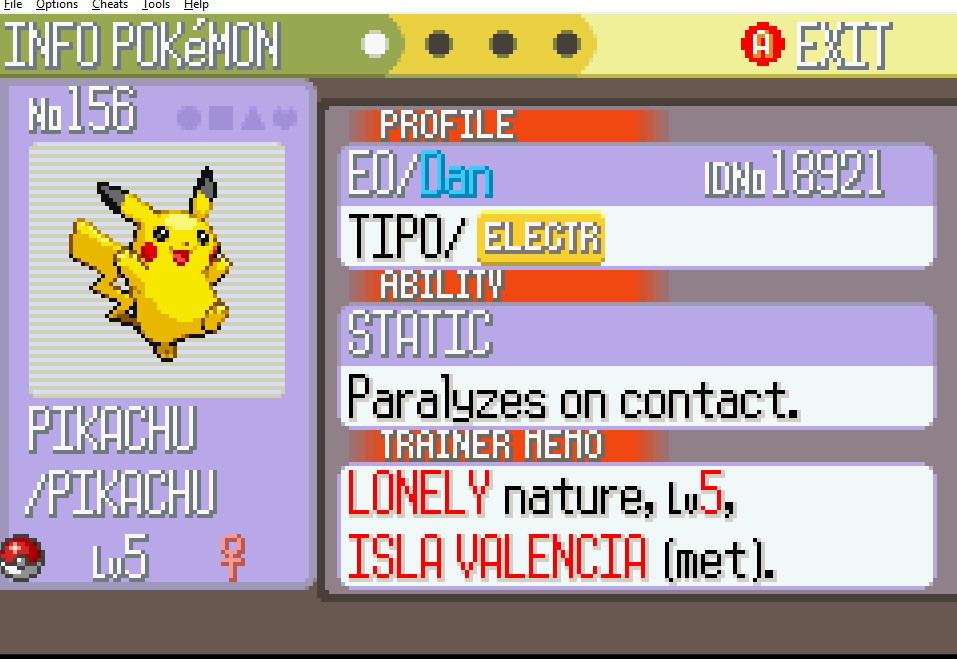 File Options Cheats Tools Help
INFO POKéMON
A EXIT
No156
PIKACHU
/PIKACHU
Lv5 ♀
PROFILE
EO/Dan IDNo18921
TIPO/ ELECTR
ABILITY
STATIC
Paralyzes on contact.
TRAINER MEMO
LONELY nature, Lv5,
ISLA VALENCIA (met).